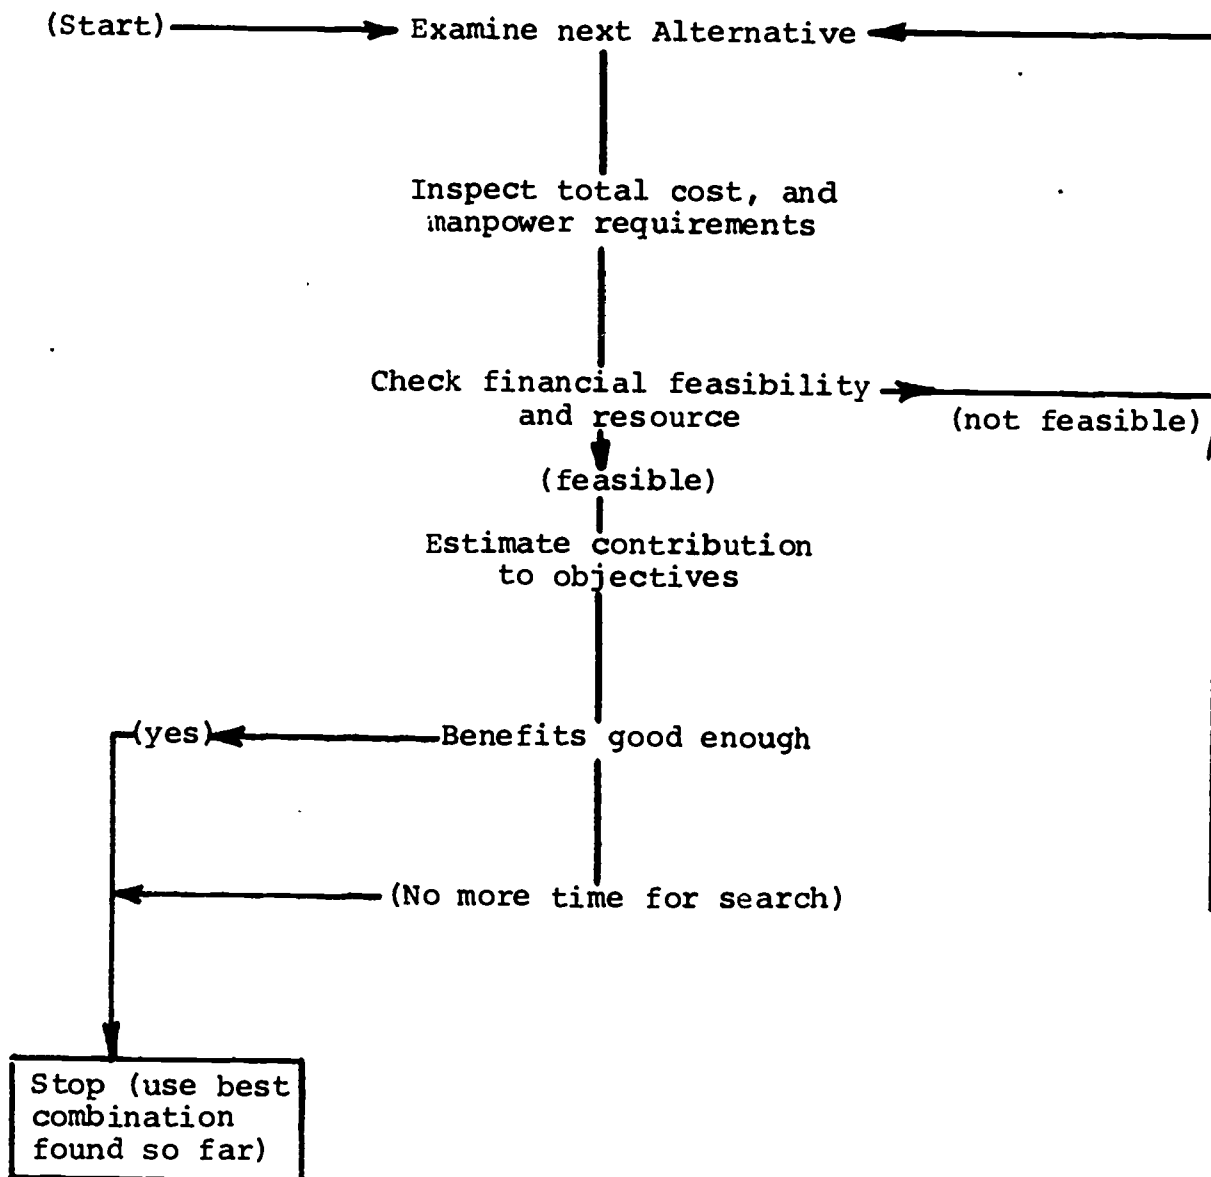 (Start)
Examine next Alternative
Inspect total cost, and
manpower requirements
Check financial feasibility
and resource
(not feasible)
(feasible)
Estimate contribution
to objectives
(yes)
Benefits good enough
(No more time for search)
Stop (use best
combination
found so far)